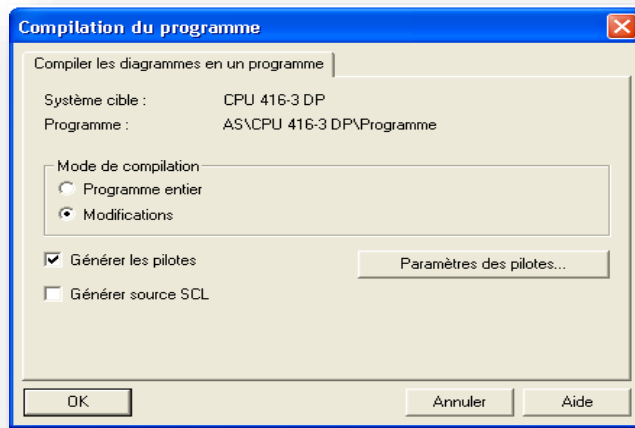 Compilation du programme
Compiler les diagrammes en un programme
Système cible : CPU 416-3 DP
Programme : AS\CPU 416-3 DP\Programme
Mode de compilation
Programme entier
Modifications
Générer les pilotes
Paramètres des pilotes...
Générer source SCL
OK
Annuler
Aide